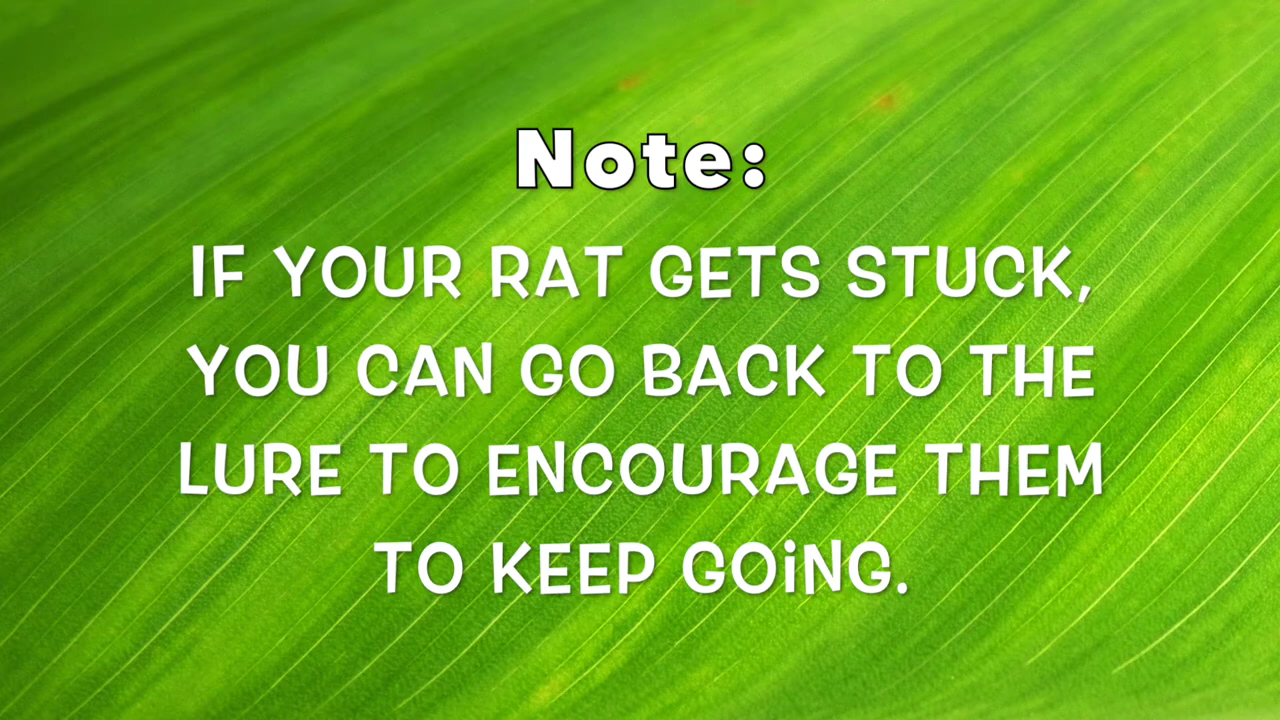 Note:
IF YOUR RAT GETS STUCK,
YOU CAN GO BACK TO THE
LURE TO ENCOURAGE THEM
TO KEEP GOiNG.